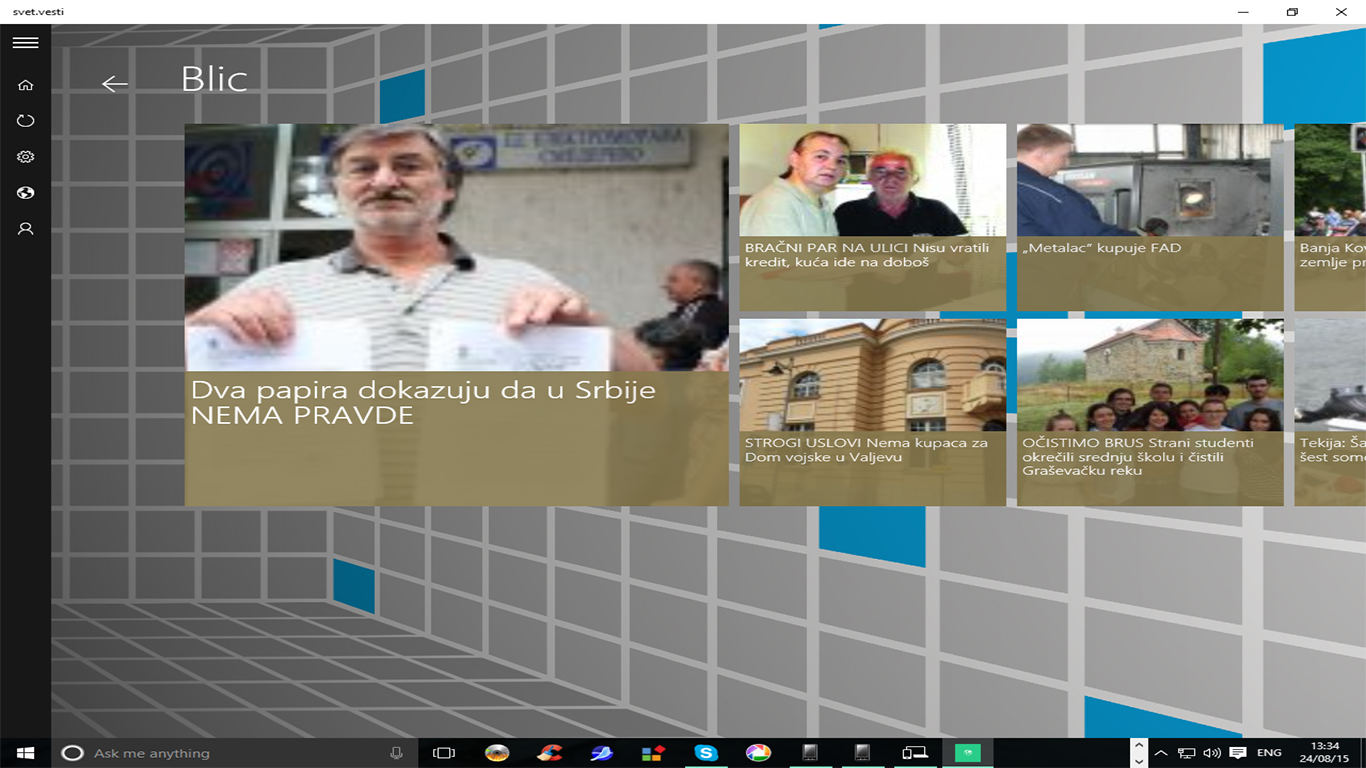 svet.vesti
Blic
Dva papira dokazuju da u Srbije
NEMA PRAVDE
BRAČNI PAR NA ULICI Nisu vratili
kredit, kuća ide na doboš
„Metalac“ kupuje FAD
Banja Kov
zemlje pr
STROGI USLOVI Nema kupaca za
Dom vojske u Valjevu
OČISTIMO BRUS Strani studenti
okrečili srednju školu i čistili
Graševačku reku
Tekija: Ša
šest som
Ask me anything
ENG
13:34
24/08/15